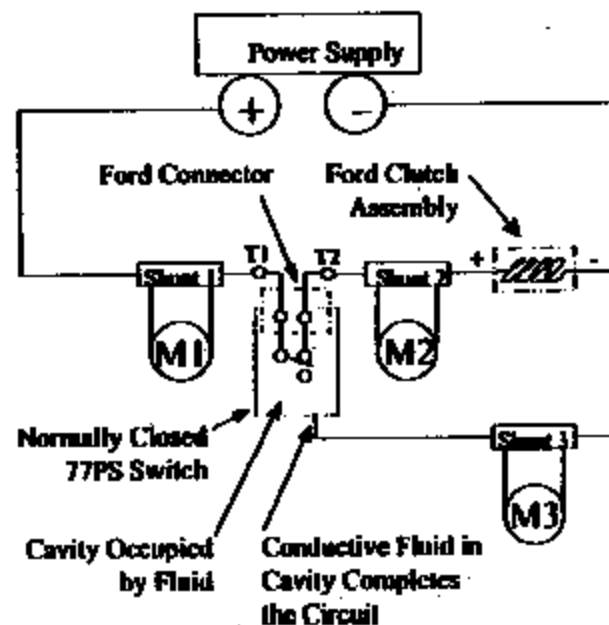 Power Supply
+
−
Ford Connector
Ford Clutch
Assembly
T1
T2
Shunt 1
Shunt 2
+
-
M1
M2
Normally Closed
77PS Switch
Shunt 3
M3
Cavity Occupied
by Fluid
Conductive Fluid in
Cavity Completes
the Circuit